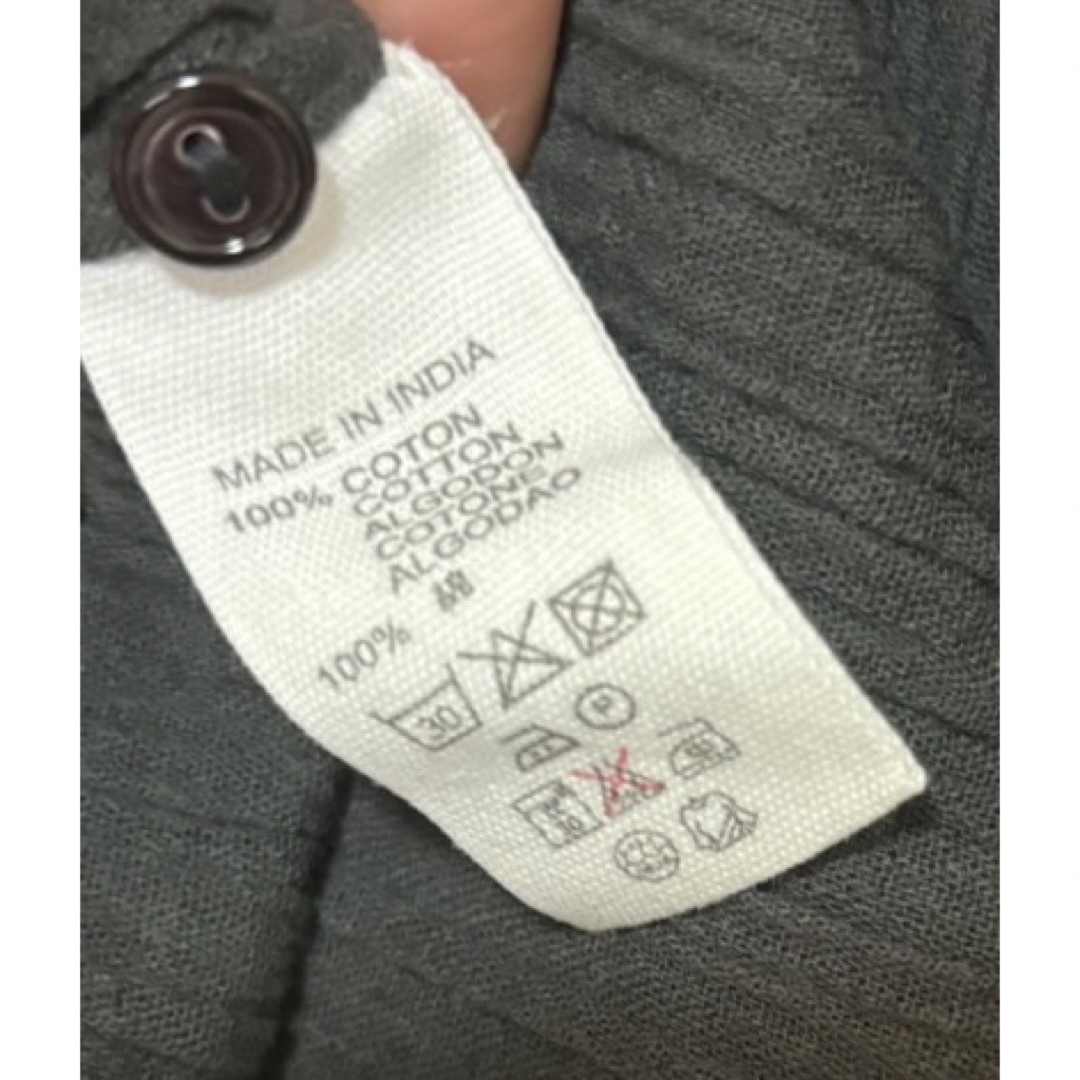 MADE IN INDIA
100% COTON
COTTON
ALGODON
COTONE
ALGODAO
100% 綿
30
P